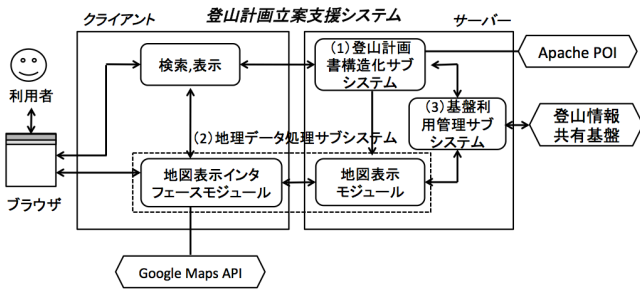 登山計画立案支援システム
クライアント
サーバー
利用者
ブラウザ
検索,表示
(1)登山計画
書構造化サブ
システム
Apache POI
(3)基盤利
用管理サブ
システム
登山情報
共有基盤
(2)地理データ処理サブシステム
地図表示インタ
フェースモジュール
地図表示
モジュール
Google Maps API